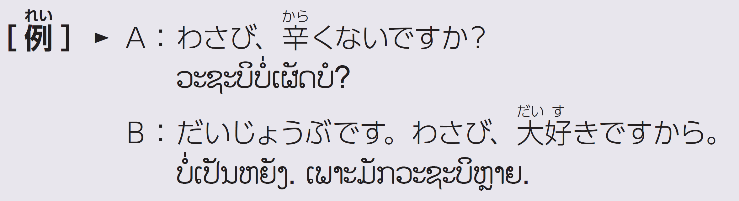 れい から
[例] ► A：わさび、辛くないですか？
ວະຊະບິບໍ່ເຜັດບໍ?
だい す
B：だいじょうぶです。わさび、大好きですから。
ບໍ່ເປັນຫຍັງ. ເພາະມັກວະຊະບິຫຼາຍ.